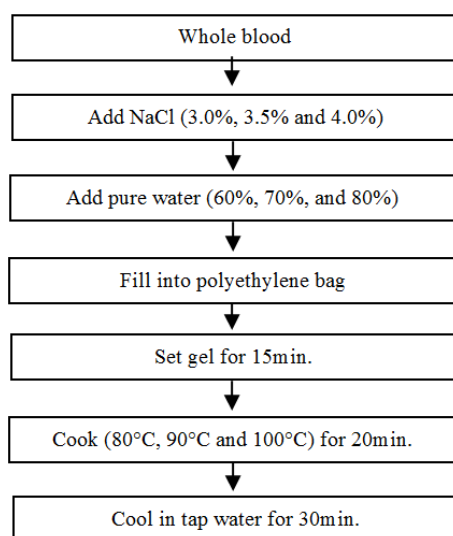 Whole blood
Add NaCl (3.0%, 3.5% and 4.0%)
Add pure water (60%, 70%, and 80%)
Fill into polyethylene bag
Set gel for 15min.
Cook (80°C, 90°C and 100°C) for 20min.
Cool in tap water for 30min.